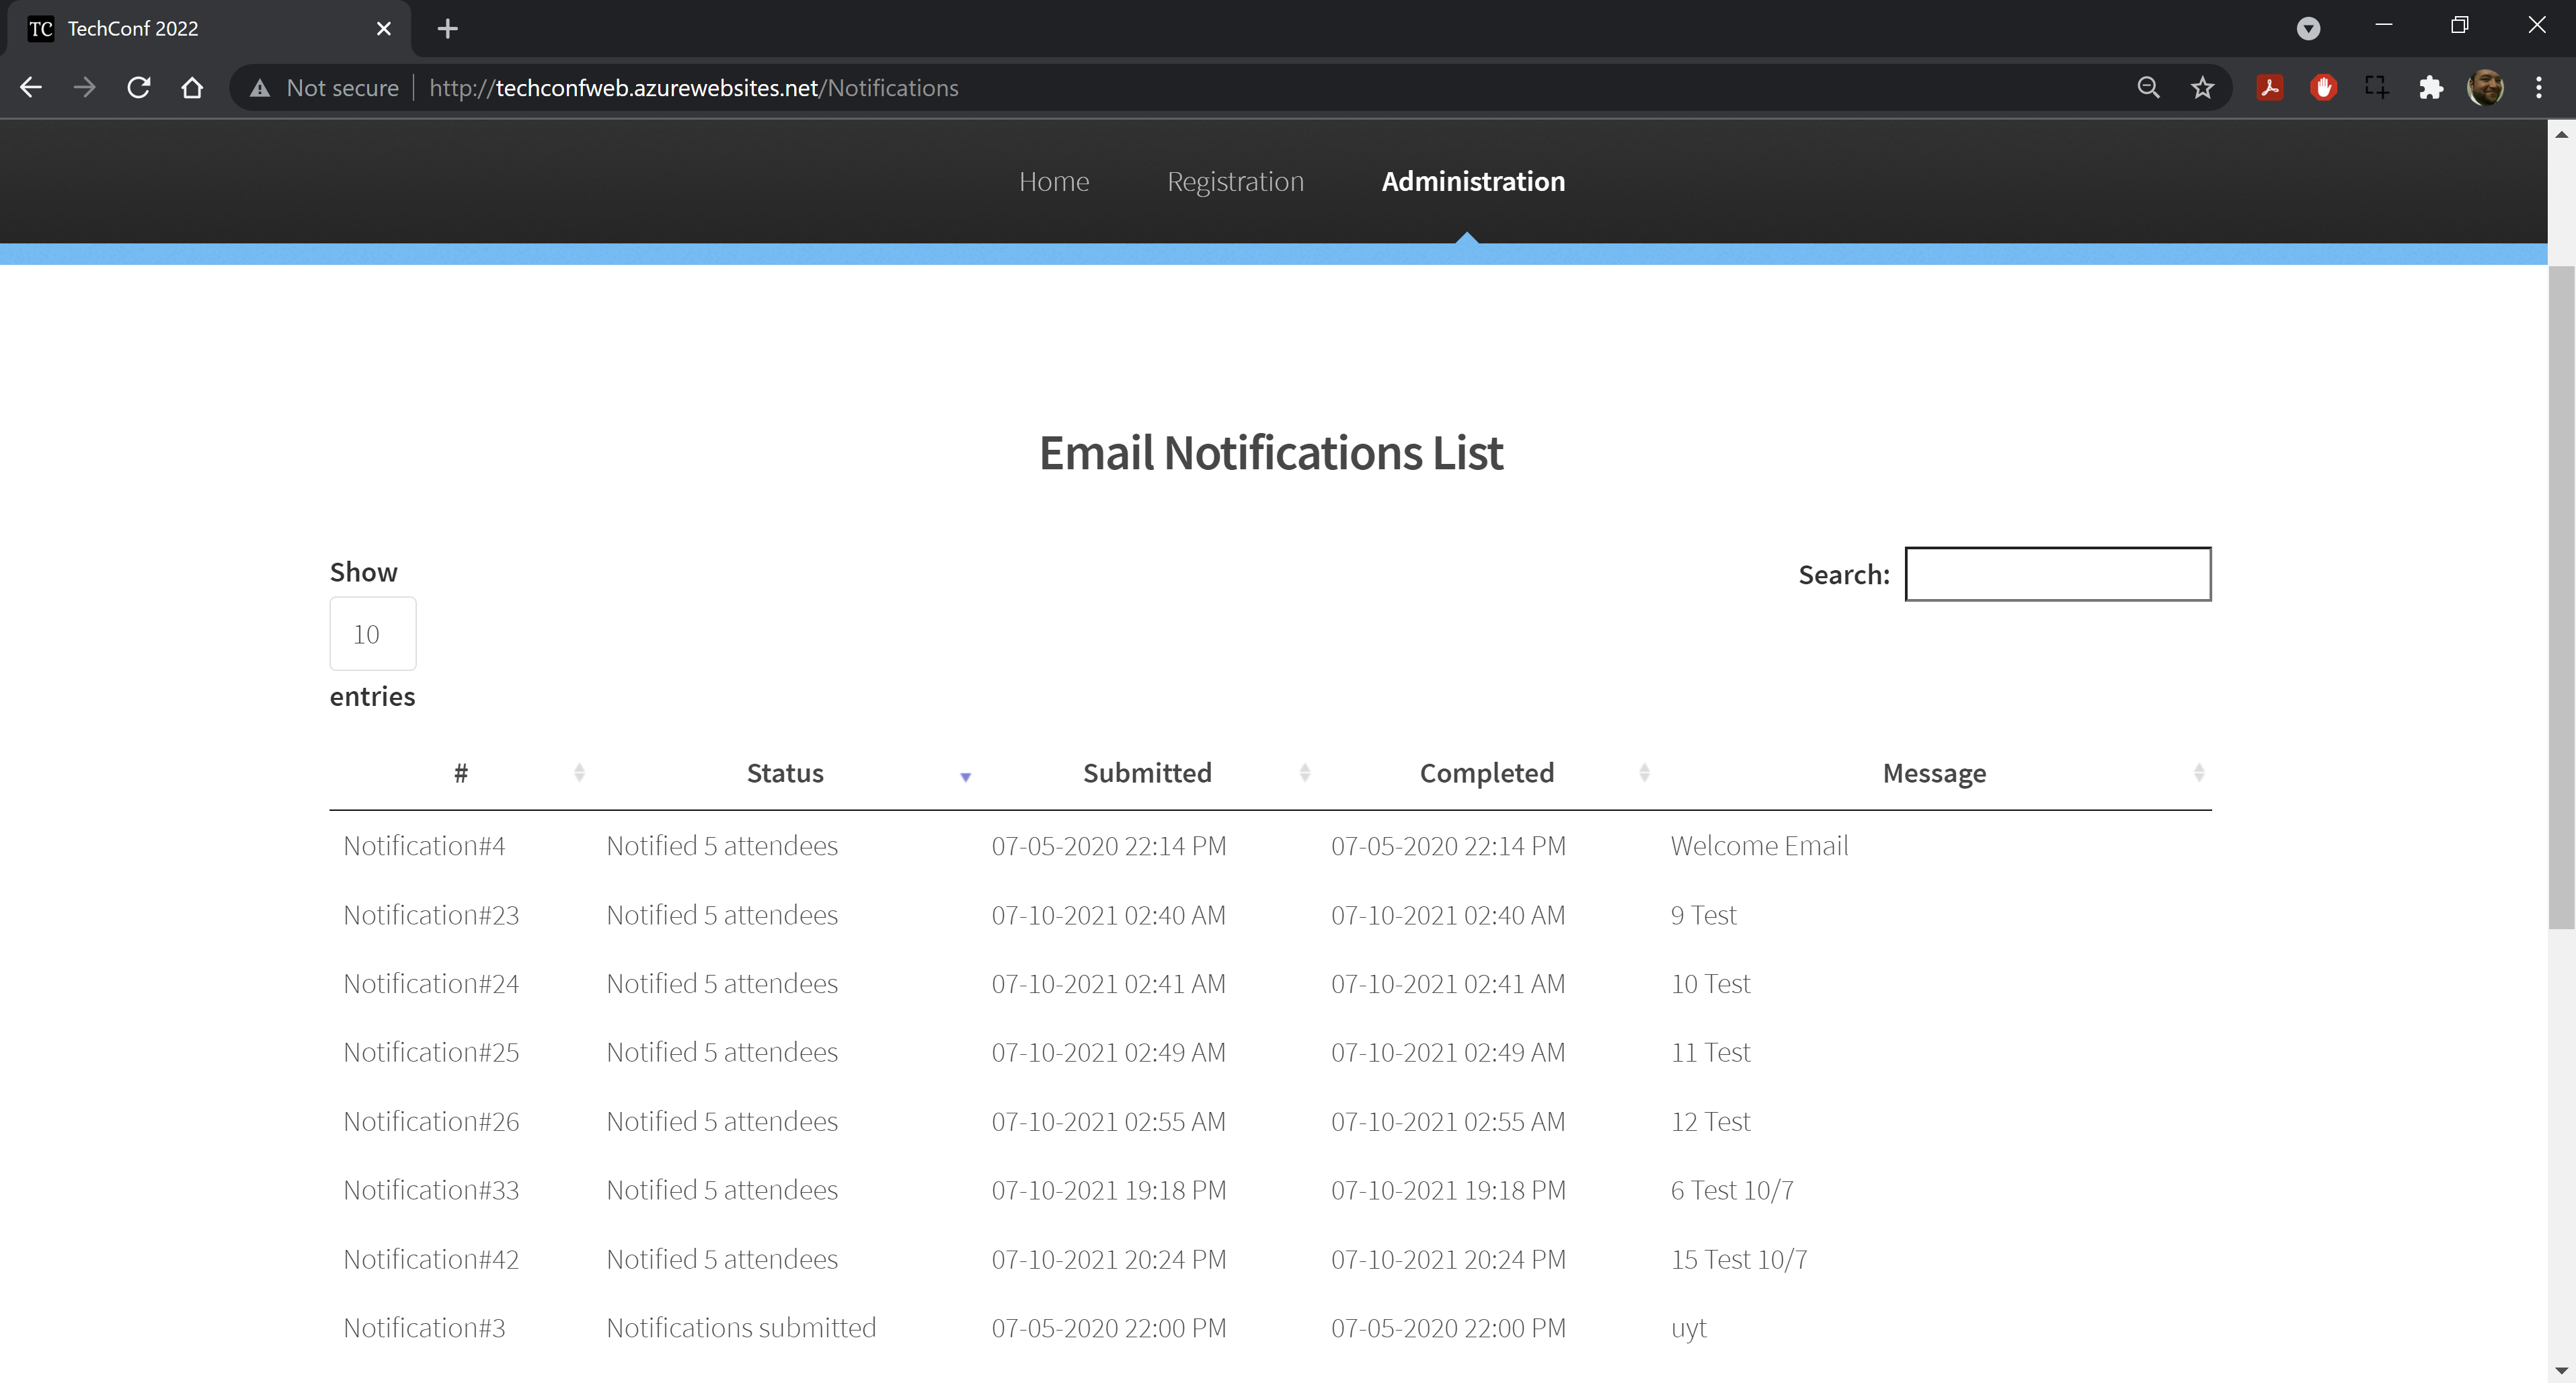 TC TechConf 2022
Not secure http://techconfweb.azurewebsites.net/Notifications
Home Registration Administration
Email Notifications List
Show
Search:
10
entries
# Status Submitted Completed Message
Notification#4 Notified 5 attendees 07-05-2020 22:14 PM 07-05-2020 22:14 PM Welcome Email
Notification#23 Notified 5 attendees 07-10-2021 02:40 AM 07-10-2021 02:40 AM 9 Test
Notification#24 Notified 5 attendees 07-10-2021 02:41 AM 07-10-2021 02:41 AM 10 Test
Notification#25 Notified 5 attendees 07-10-2021 02:49 AM 07-10-2021 02:49 AM 11 Test
Notification#26 Notified 5 attendees 07-10-2021 02:55 AM 07-10-2021 02:55 AM 12 Test
Notification#33 Notified 5 attendees 07-10-2021 19:18 PM 07-10-2021 19:18 PM 6 Test 10/7
Notification#42 Notified 5 attendees 07-10-2021 20:24 PM 07-10-2021 20:24 PM 15 Test 10/7
Notification#3 Notifications submitted 07-05-2020 22:00 PM 07-05-2020 22:00 PM uyt